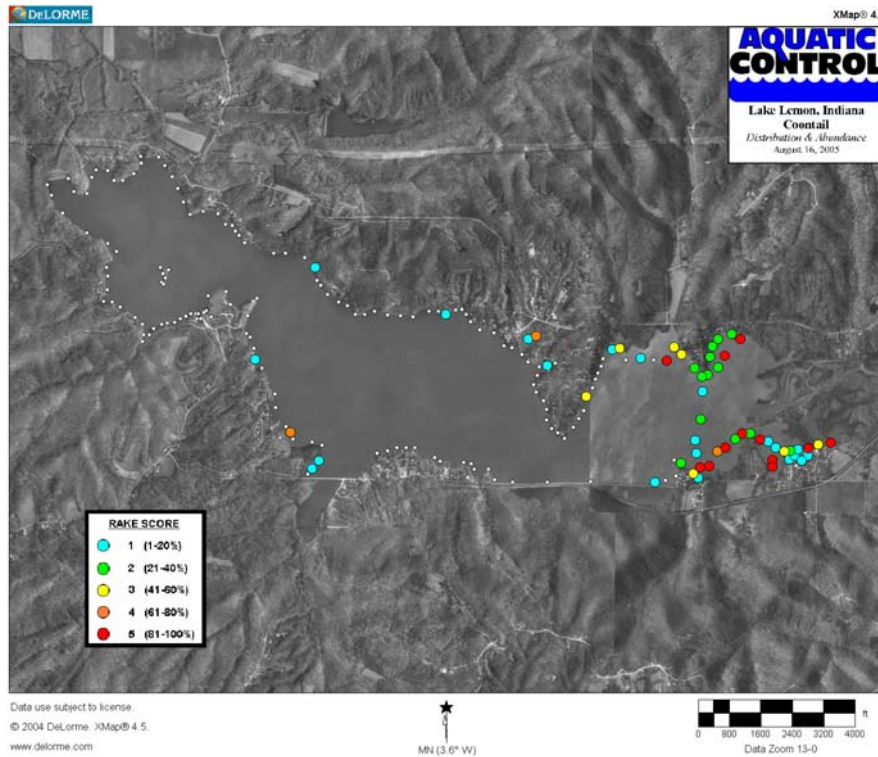 DELORME
XMap® 4.
AQUATIC
CONTROL
Lake Lemon, Indiana
Coontail
Distribution & Abundance
August 16, 2005
RAKE SCORE
1 (1-20%)
2 (21-40%)
3 (41-60%)
4 (61-80%)
5 (81-100%)
Data use subject to license.
© 2004 DeLorme. XMap® 4.5.
www.delorme.com
MN (3.6° W)
ft
0 800 1600 2400 3200 4000
Data Zoom 13-0